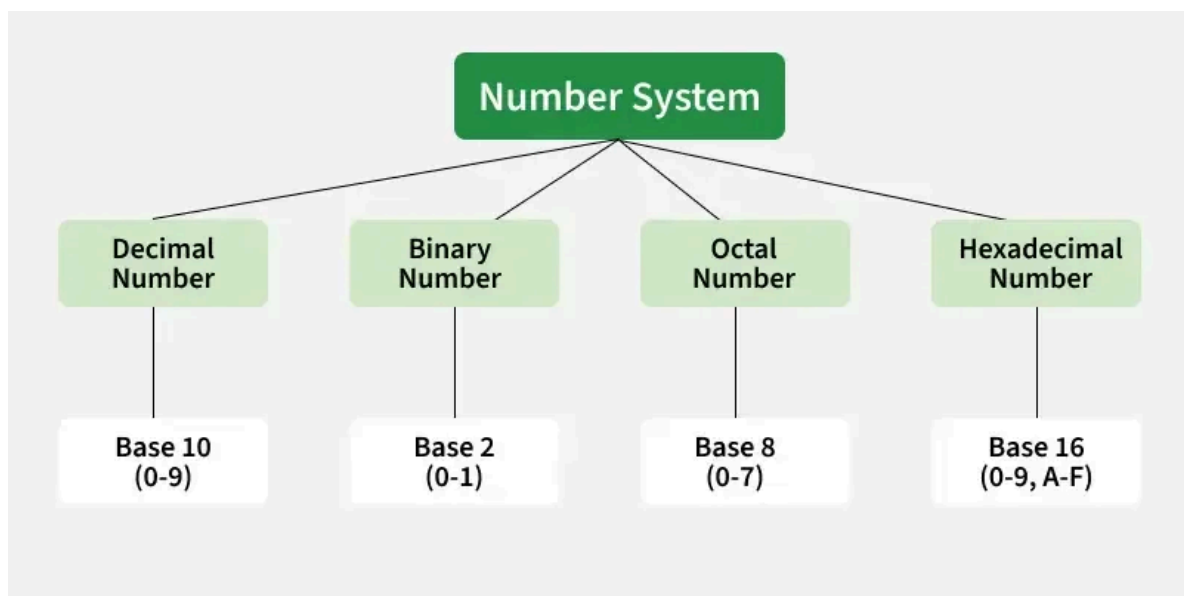 Number System
Decimal
Number
Binary
Number
Octal
Number
Hexadecimal
Number
Base 10
(0-9)
Base 2
(0-1)
Base 8
(0-7)
Base 16
(0-9, A-F)